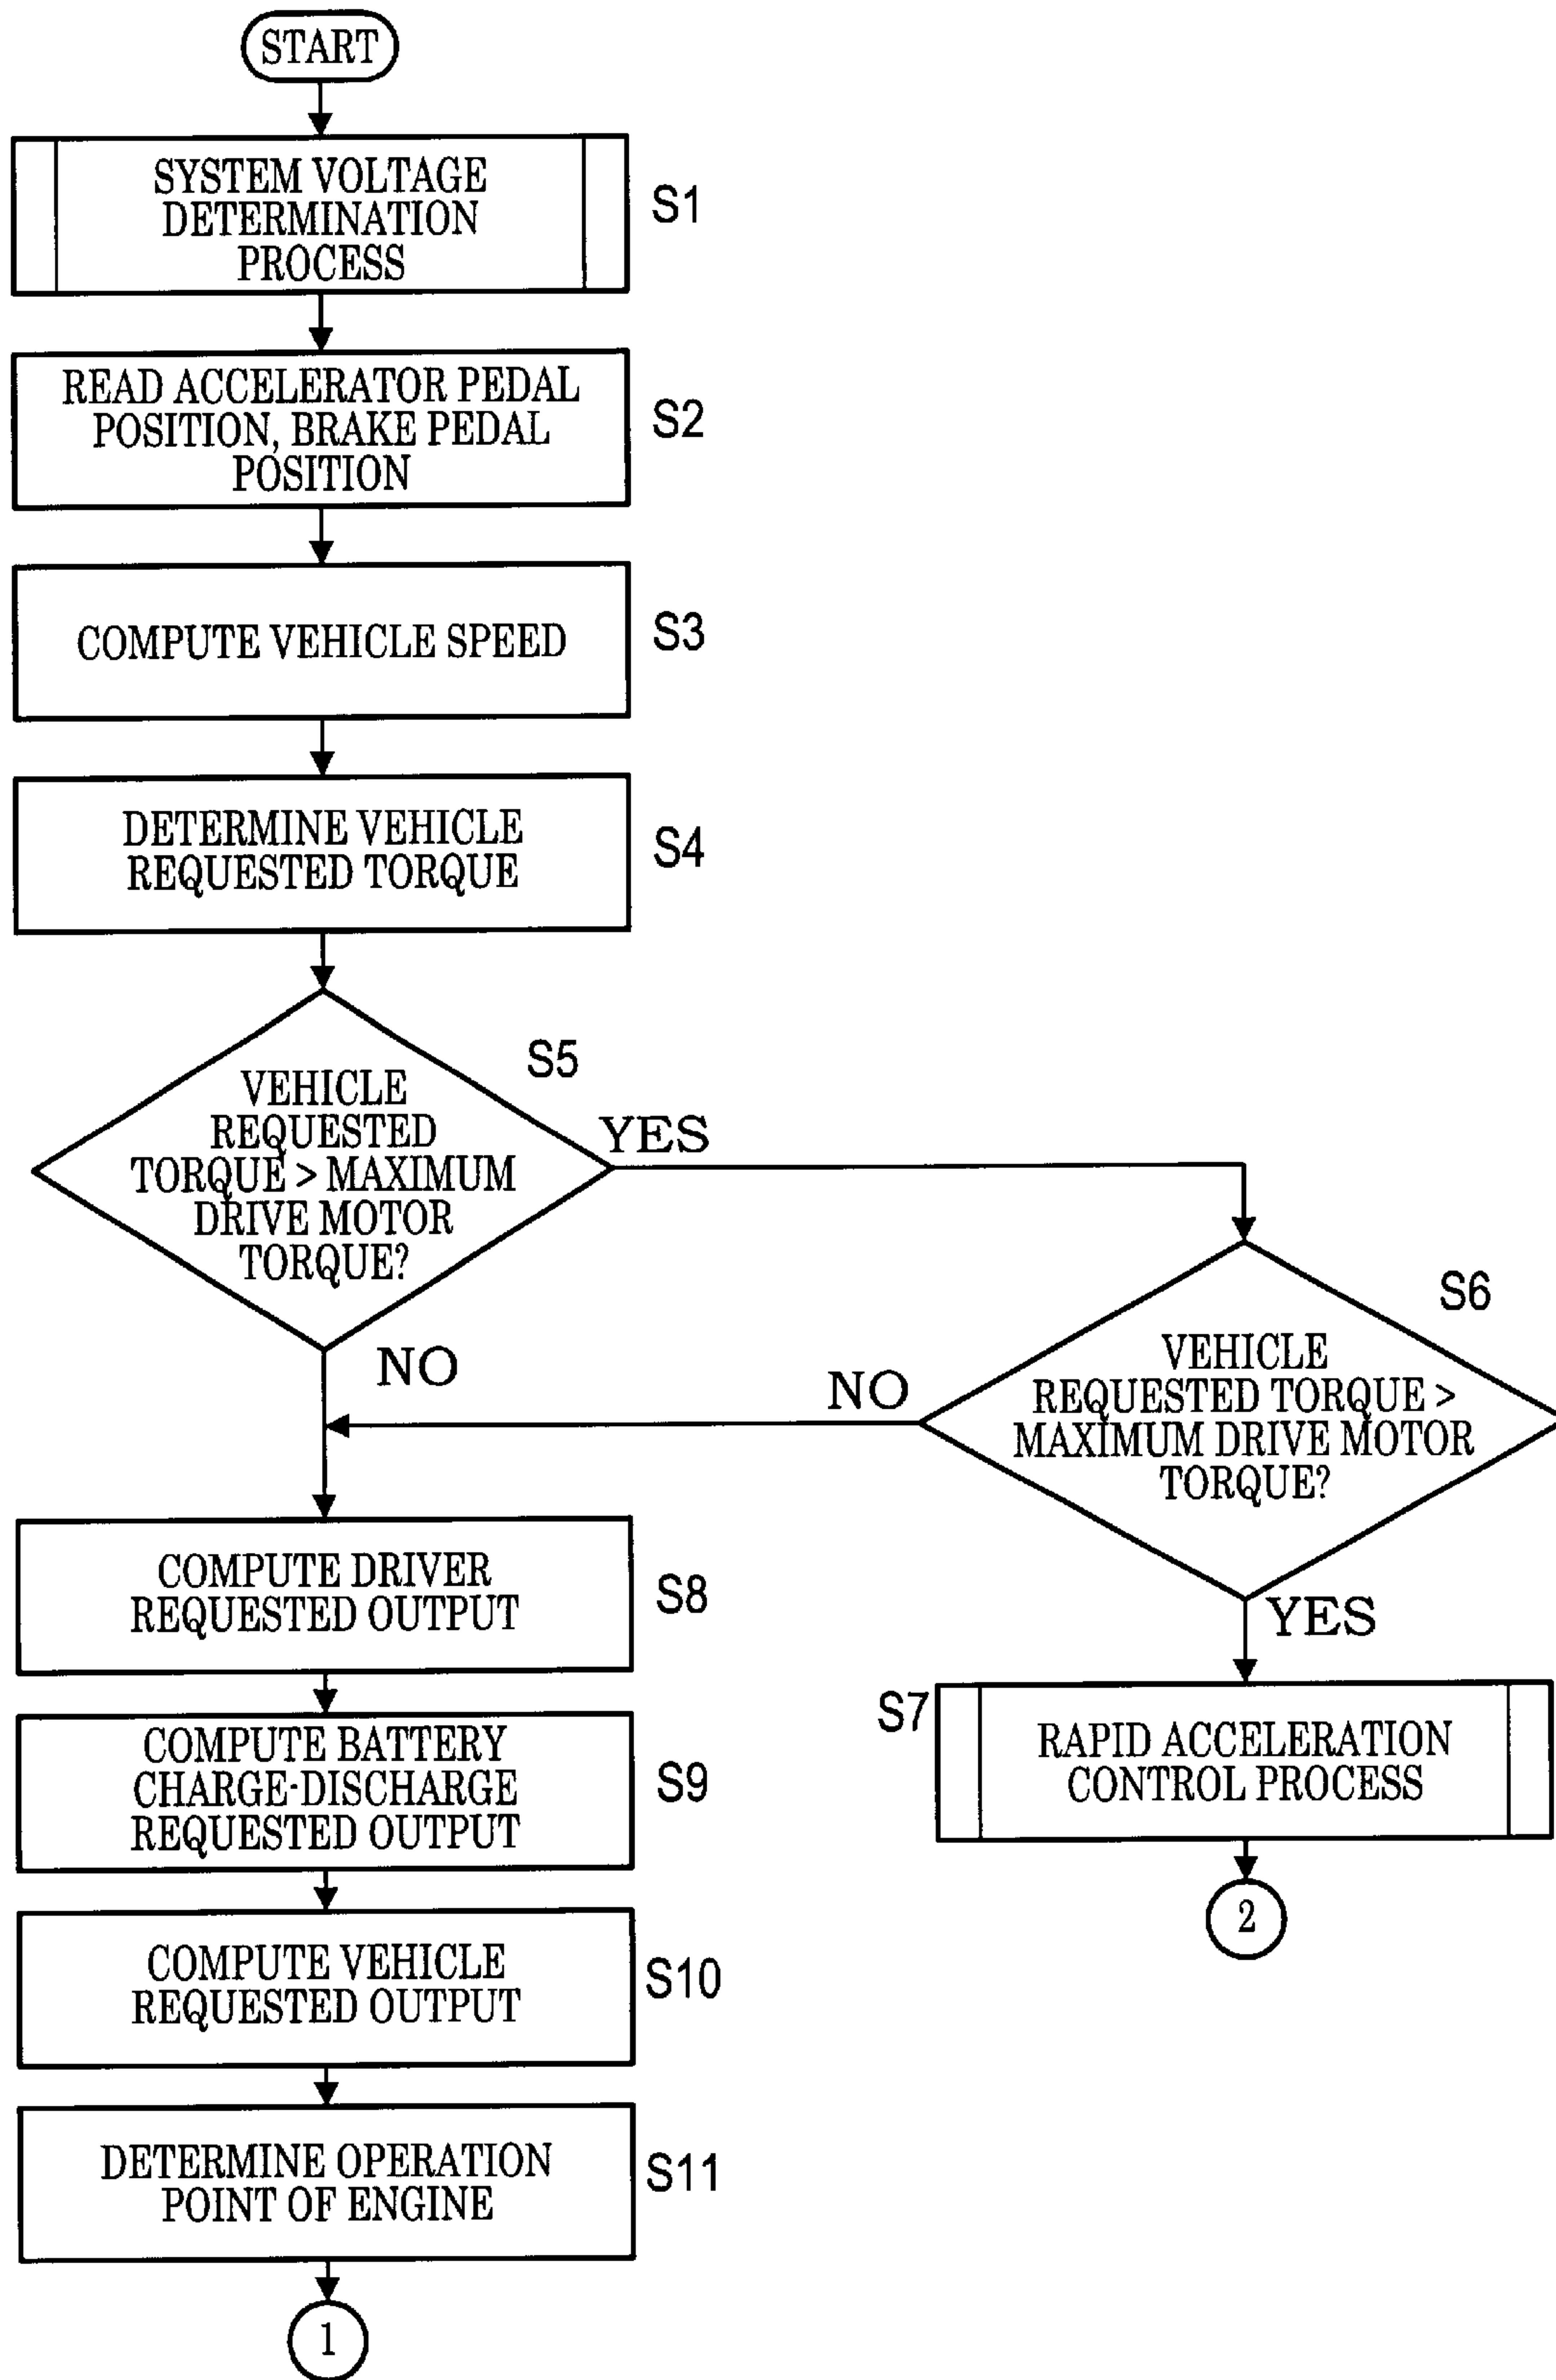 START
SYSTEM VOLTAGE
DETERMINATION
PROCESS
S1
READ ACCELERATOR PEDAL
POSITION, BRAKE PEDAL
POSITION
S2
COMPUTE VEHICLE SPEED
S3
DETERMINE VEHICLE
REQUESTED TORQUE
S4
S5
VEHICLE
REQUESTED
TORQUE > MAXIMUM
DRIVE MOTOR
TORQUE?
YES
NO
S6
VEHICLE
REQUESTED TORQUE >
MAXIMUM DRIVE MOTOR
TORQUE?
NO
YES
S7
RAPID ACCELERATION
CONTROL PROCESS
2
COMPUTE DRIVER
REQUESTED OUTPUT
S8
COMPUTE BATTERY
CHARGE-DISCHARGE
REQUESTED OUTPUT
S9
COMPUTE VEHICLE
REQUESTED OUTPUT
S10
DETERMINE OPERATION
POINT OF ENGINE
S11
1